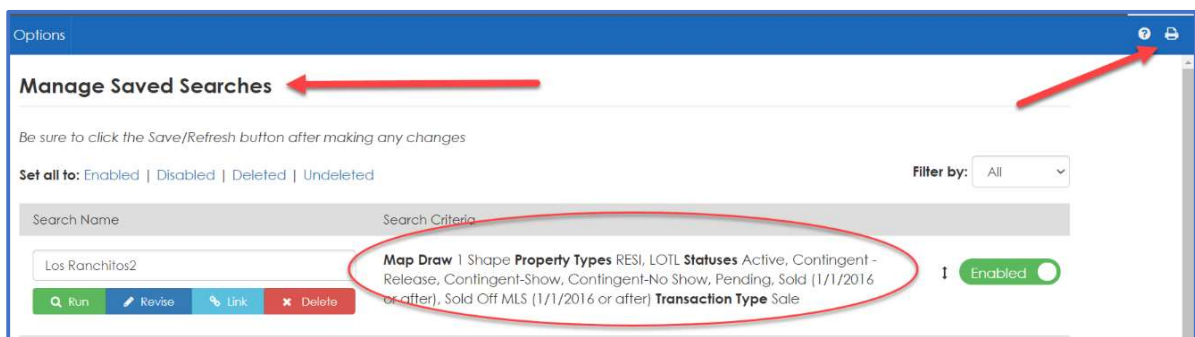 Options
Manage Saved Searches
Be sure to click the Save/Refresh button after making any changes
Set all to: Enabled | Disabled | Deleted | Undeleted
Filter by: All
Search Name Search Criteria
Los Ranchitos2
Map Draw 1 Shape Property Types RESI, LOTL Statuses Active, Contingent -
Release, Contingent-Show, Contingent-No Show, Pending, Sold (1/1/2016
or after), Sold Off MLS (1/1/2016 or after) Transaction Type Sale
Enabled
Run Revise Link Delete